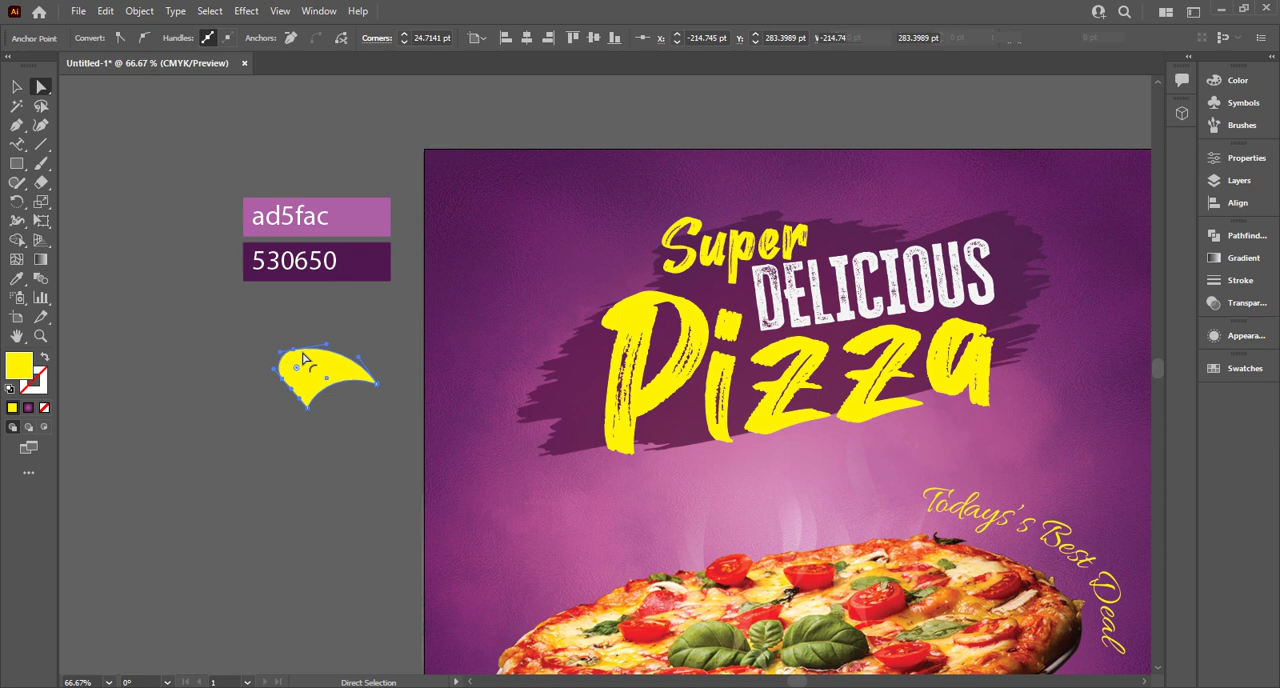 Ai File Edit Object Type Select Effect View Window Help
Anchor Point Convert: Handles: Anchors: Corners: 24.7141 pt X: -214.745 pt Y: 283.3989 pt
Untitled-1* @ 66.67 % (CMYK/Preview) ×
Color
Symbols
Brushes
Properties
Layers
Align
Pathfind...
Gradient
Stroke
Transpar...
Appeara...
Swatches
ad5fac
530650
Super
DELICIOUS
Pizza
Todays's Best Deal
66.67% 0° 1 Direct Selection